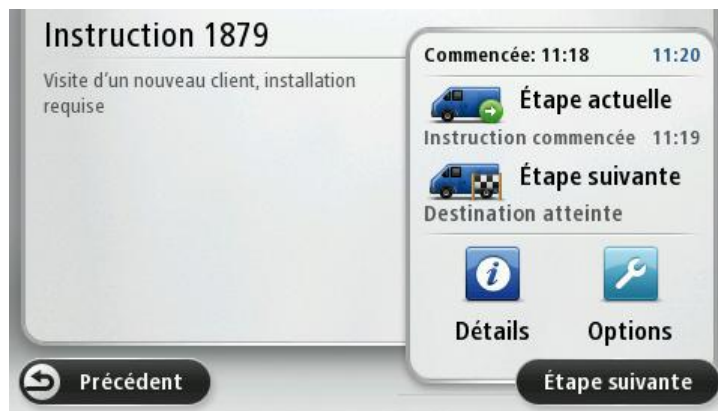 Instruction 1879
Visite d'un nouveau client, installation
requise
Commencée: 11:18 11:20
Étape actuelle
Instruction commencée 11:19
Étape suivante
Destination atteinte
Détails Options
Précédent Étape suivante